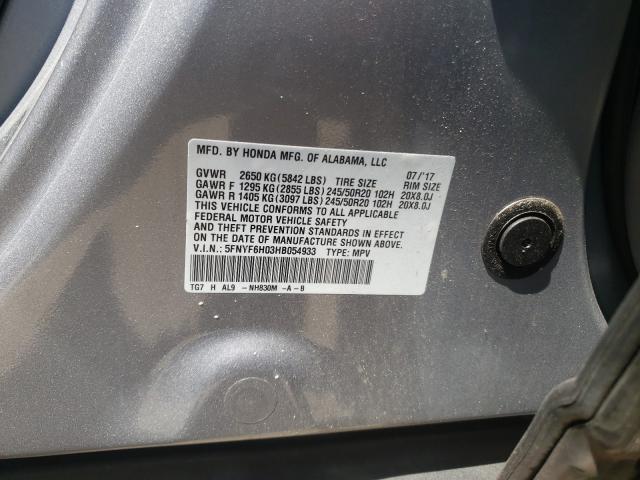 MFD. BY HONDA MFG. OF ALABAMA, LLC
GVWR 2650 KG(5842 LBS) TIRE SIZE 07/'17 RIM SIZE
GAWR F 1295 KG(2855 LBS)245/50R20 102H 20X8.0J
GAWR R 1405 KG(3097 LBS)245/50R20 102H 20X8.0J
THIS VEHICLE CONFORMS TO ALL APPLICABLE
FEDERAL MOTOR VEHICLE SAFETY
AND THEFT PREVENTION STANDARDS IN EFFECT
ON THE DATE OF MANUFACTURE SHOWN ABOVE.
V.I.N.: 5FNYF6H03HB054933 TYPE: MPV
TG7 H AL9 -NH830M -A-B